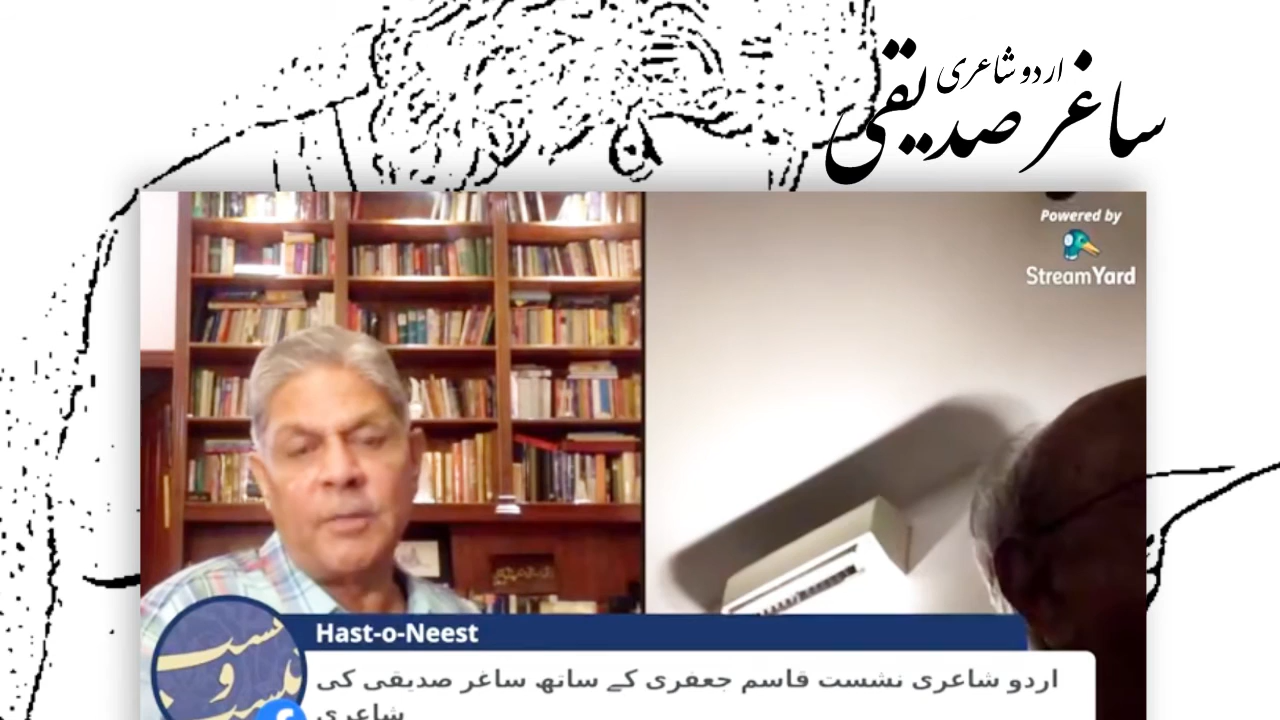 اردو شاعری
ساغر صدیقی
Powered by
StreamYard
Hast-o-Neest
اردو شاعری نشست قاسم جعفری کے ساتھ ساغر صدیقی کی
شاعری